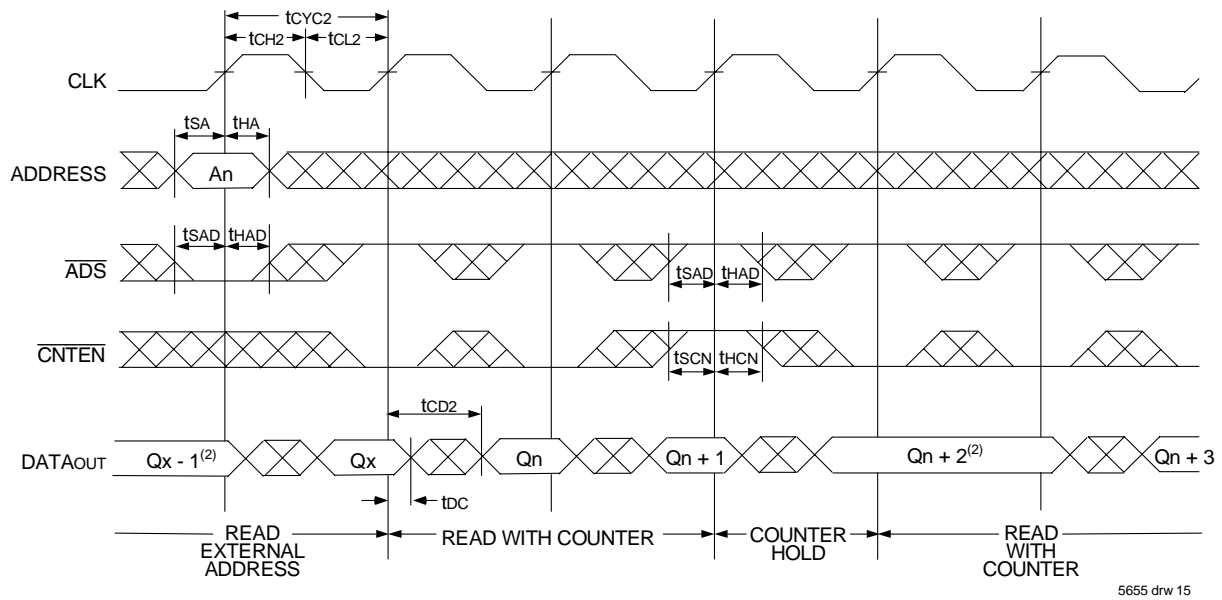 tCYC2
tCH2 tCL2
CLK
tSA tHA
ADDRESS An
tSAD tHAD
ADS
tSAD tHAD
CNTEN
tSCN tHCN
tCD2
DATAOUT Qx - 1(2) Qx Qn Qn + 1 Qn + 2(2) Qn + 3
tDC
READ EXTERNAL ADDRESS
READ WITH COUNTER
COUNTER HOLD
READ WITH COUNTER
5655 drw 15